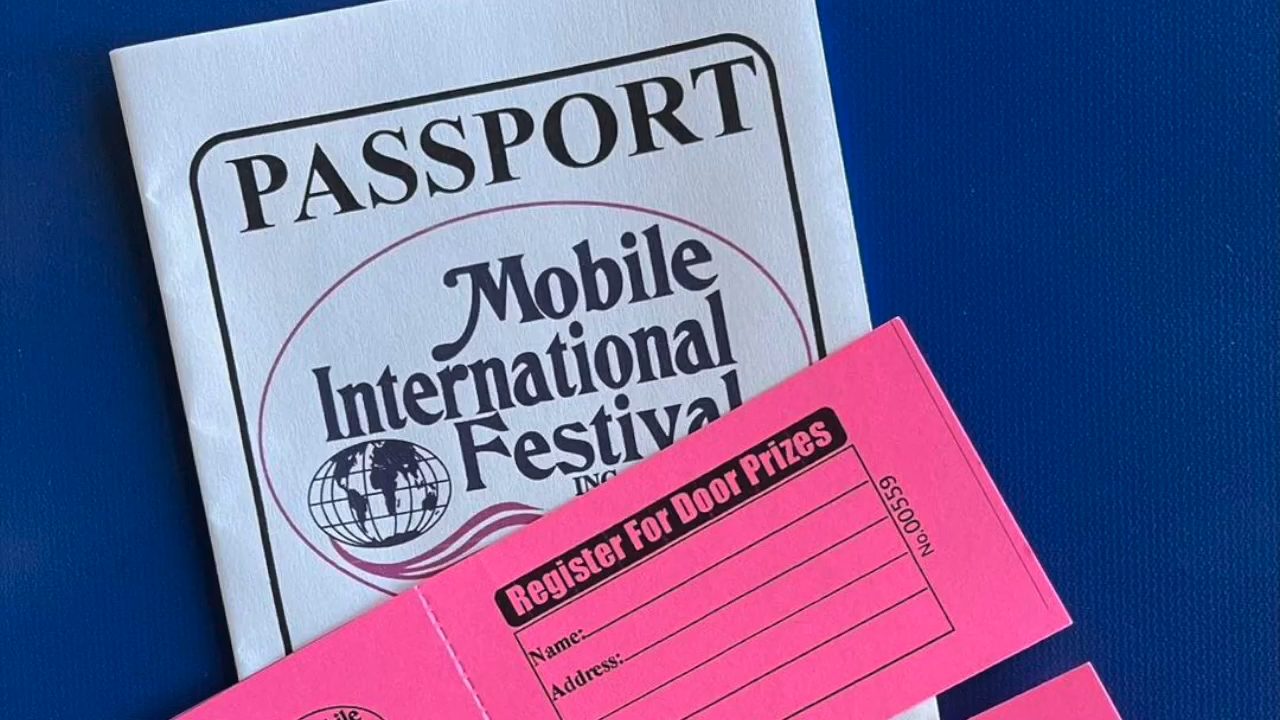 PASSPORT
Mobile
International
Festival
INC
Register For Door Prizes
No.00559
Name:
Address: